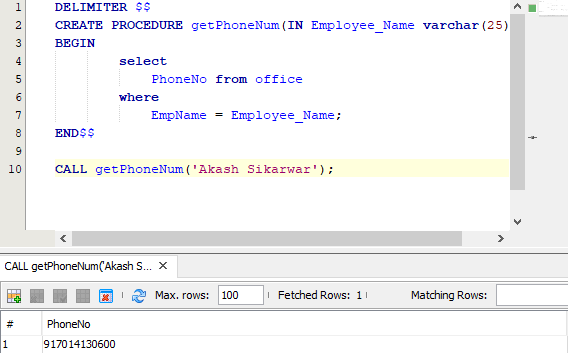 1 DELIMITER $$
2 CREATE PROCEDURE getPhoneNum(IN Employee_Name varchar(25)
3 BEGIN
4 select
5 PhoneNo from office
6 where
7 EmpName = Employee_Name;
8 END$$
9
10 CALL getPhoneNum('Akash Sikarwar');
CALL getPhoneNum('Akash S...
Max. rows: 100 Fetched Rows: 1 Matching Rows:
# PhoneNo
1 917014130600